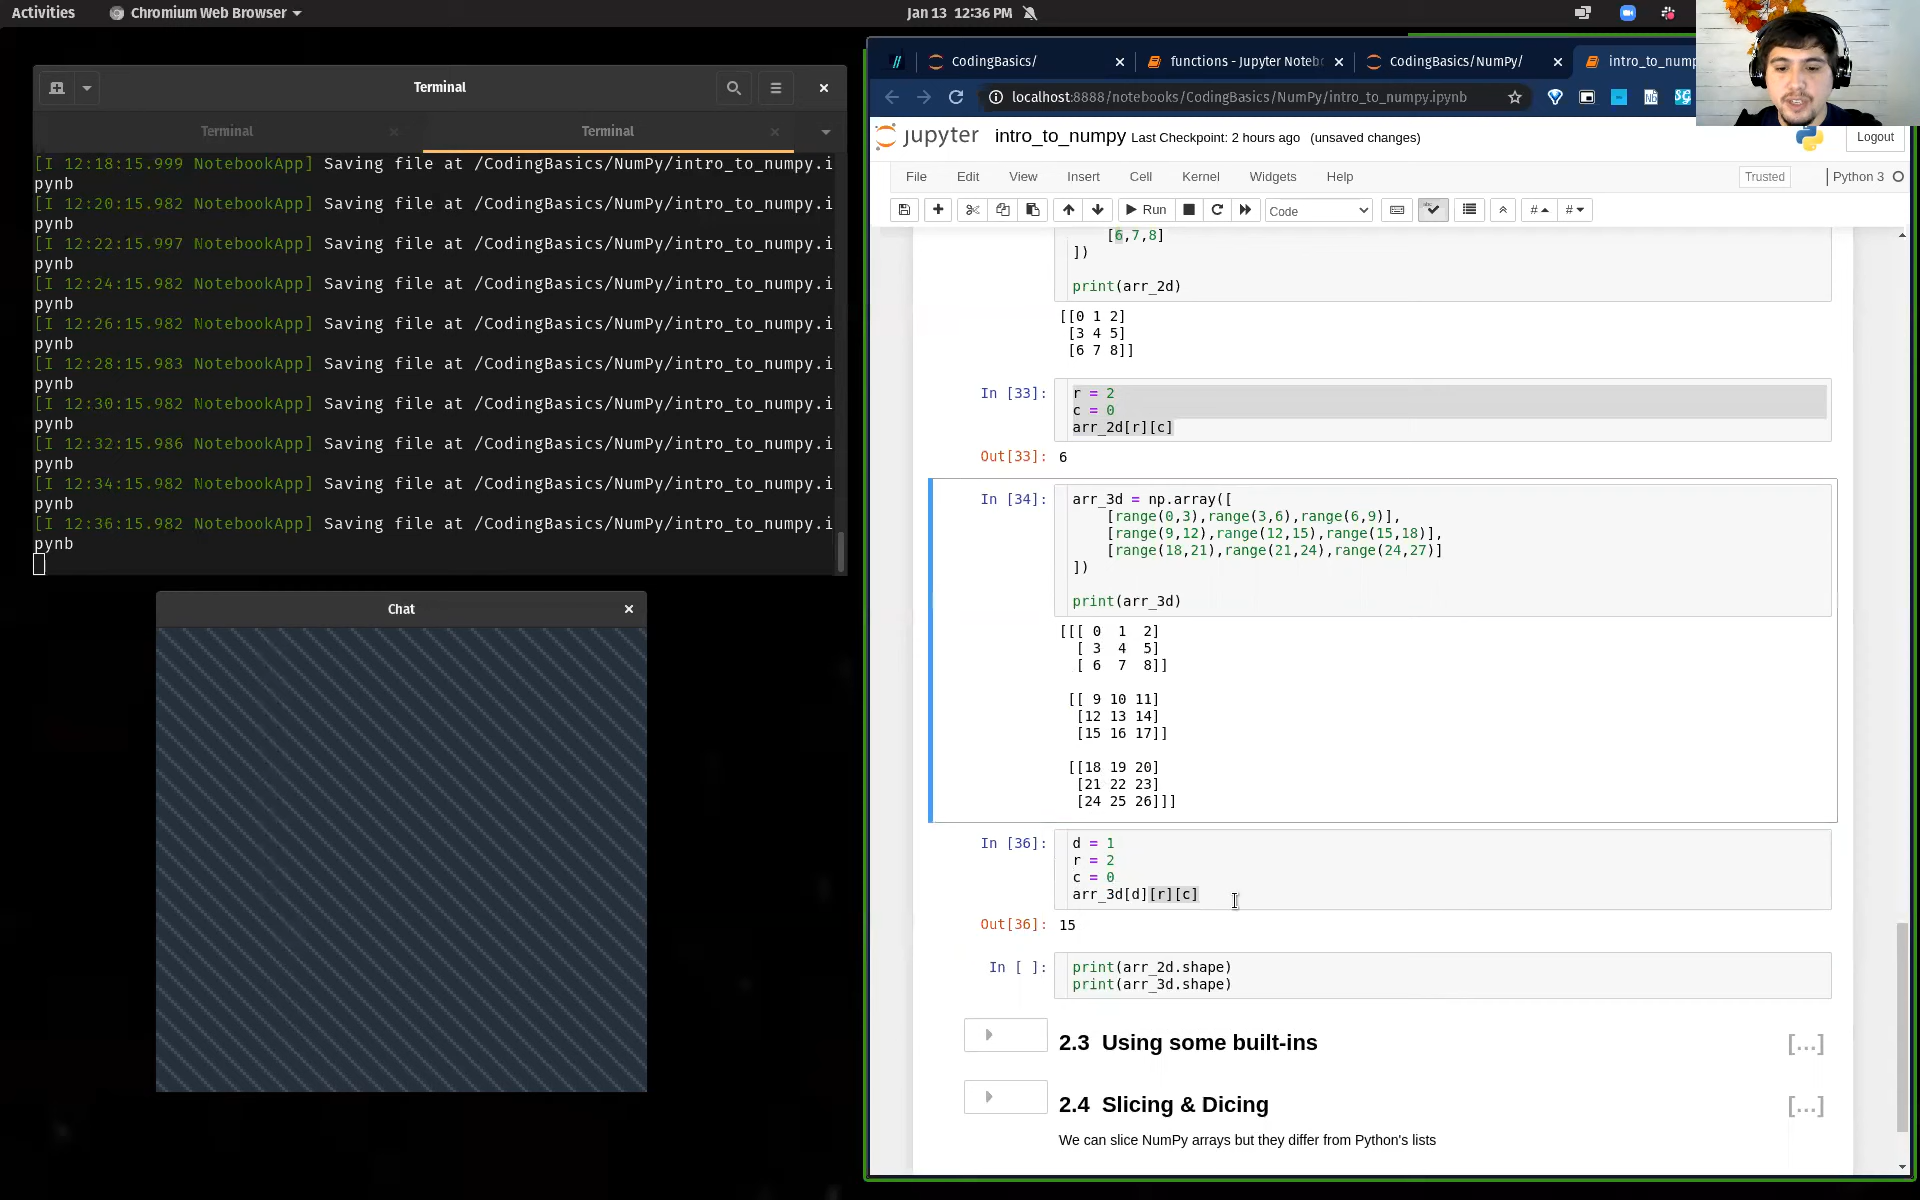 Activities
Chromium Web Browser
Jan 13 12:36 PM
Terminal
Terminal
Terminal
[I 12:18:15.999 NotebookApp] Saving file at /CodingBasics/NumPy/intro_to_numpy.i
pynb
[I 12:20:15.982 NotebookApp] Saving file at /CodingBasics/NumPy/intro_to_numpy.i
pynb
[I 12:22:15.997 NotebookApp] Saving file at /CodingBasics/NumPy/intro_to_numpy.i
pynb
[I 12:24:15.982 NotebookApp] Saving file at /CodingBasics/NumPy/intro_to_numpy.i
pynb
[I 12:26:15.982 NotebookApp] Saving file at /CodingBasics/NumPy/intro_to_numpy.i
pynb
[I 12:28:15.983 NotebookApp] Saving file at /CodingBasics/NumPy/intro_to_numpy.i
pynb
[I 12:30:15.982 NotebookApp] Saving file at /CodingBasics/NumPy/intro_to_numpy.i
pynb
[I 12:32:15.986 NotebookApp] Saving file at /CodingBasics/NumPy/intro_to_numpy.i
pynb
[I 12:34:15.982 NotebookApp] Saving file at /CodingBasics/NumPy/intro_to_numpy.i
pynb
[I 12:36:15.982 NotebookApp] Saving file at /CodingBasics/NumPy/intro_to_numpy.i
pynb
Chat
CodingBasics/
functions - Jupyter Noteb
CodingBasics/NumPy/
intro_to_nump
localhost:8888/notebooks/CodingBasics/NumPy/intro_to_numpy.ipynb
jupyter intro_to_numpy Last Checkpoint: 2 hours ago (unsaved changes)
Logout
File Edit View Insert Cell Kernel Widgets Help
Trusted
Python 3
Run
Code
[6,7,8]
])
print(arr_2d)
[[0 1 2]
[3 4 5]
[6 7 8]]
In [33]:
r = 2
c = 0
arr_2d[r][c]
Out[33]: 6
In [34]:
arr_3d = np.array([
[range(0,3),range(3,6),range(6,9)],
[range(9,12),range(12,15),range(15,18)],
[range(18,21),range(21,24),range(24,27)]
])
print(arr_3d)
[[[ 0 1 2]
[ 3 4 5]
[ 6 7 8]]
[[ 9 10 11]
[12 13 14]
[15 16 17]]
[[18 19 20]
[21 22 23]
[24 25 26]]]
In [36]:
d = 1
r = 2
c = 0
arr_3d[d][r][c]
Out[36]: 15
In [ ]:
print(arr_2d.shape)
print(arr_3d.shape)
2.3 Using some built-ins
[...]
2.4 Slicing & Dicing
[...]
We can slice NumPy arrays but they differ from Python's lists